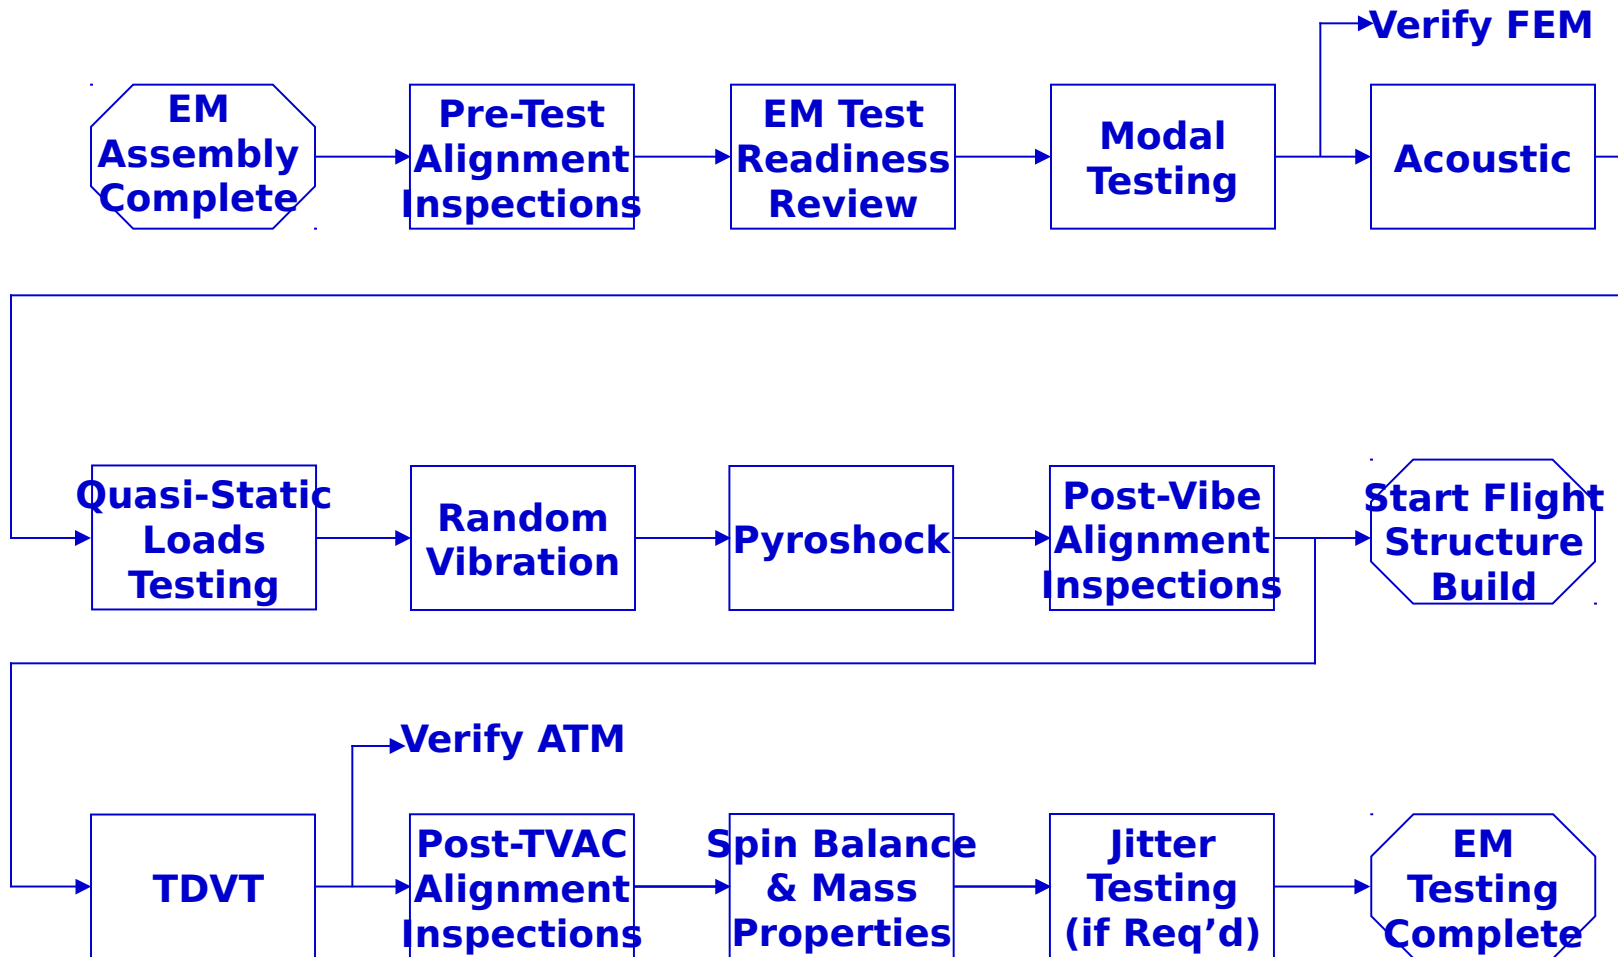 Verify FEM
EM
Assembly
Complete
Pre-Test
Alignment
Inspections
EM Test
Readiness
Review
Modal
Testing
Acoustic
Quasi-Static
Loads
Testing
Random
Vibration
Pyroshock
Post-Vibe
Alignment
Inspections
Start Flight
Structure
Build
Verify ATM
TDVT
Post-TVAC
Alignment
Inspections
Spin Balance
& Mass
Properties
Jitter
Testing
(if Req’d)
EM
Testing
Complete